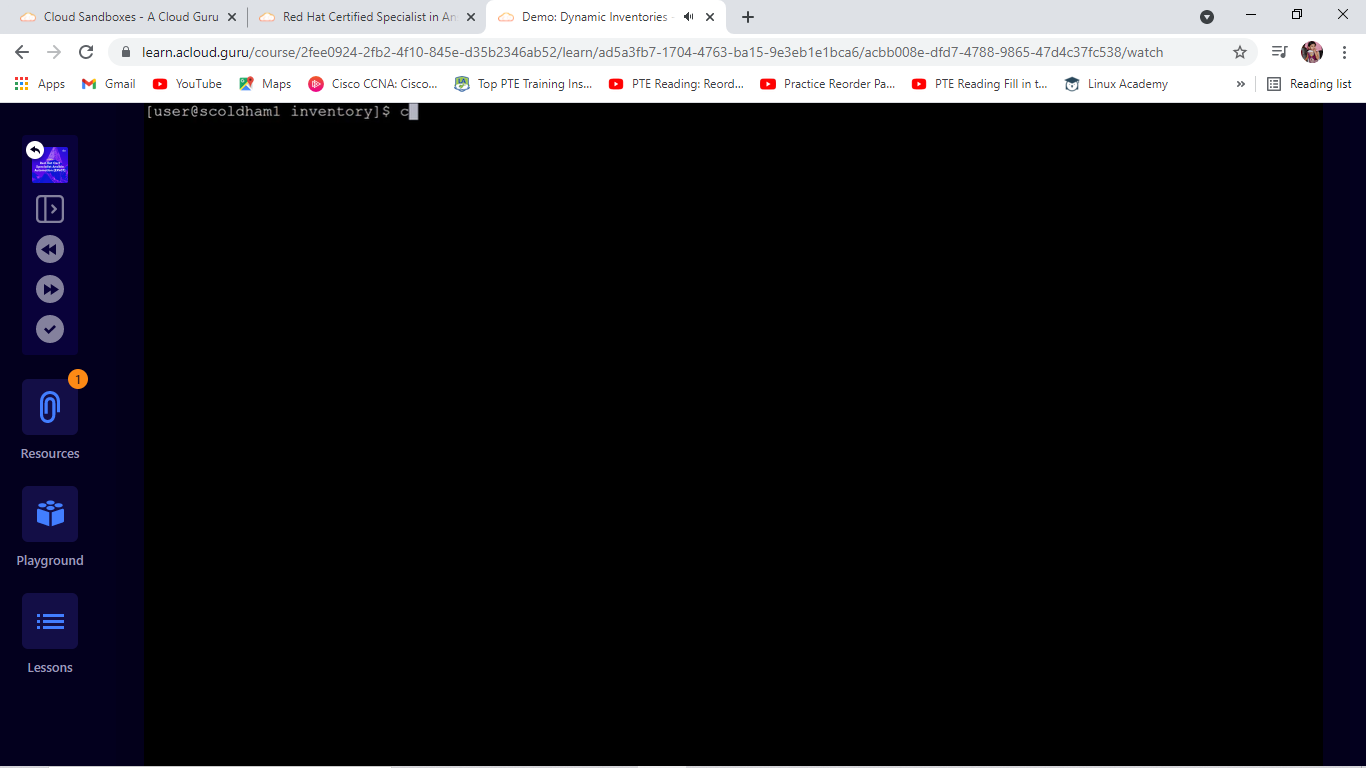 Cloud Sandboxes - A Cloud Guru
Red Hat Certified Specialist in An
Demo: Dynamic Inventories
learn.acloud.guru/course/2fee0924-2fb2-4f10-845e-d35b2346ab52/learn/ad5a3fb7-1704-4763-ba15-9e3eb1e1bca6/acbb008e-dfd7-4788-9865-47d4c37fc538/watch
Apps
Gmail
YouTube
Maps
Cisco CCNA: Cisco...
Top PTE Training Ins...
PTE Reading: Reord...
Practice Reorder Pa...
PTE Reading Fill in t...
Linux Academy
»
Reading list
[user@scoldham1 inventory]$ c
1
Resources
Playground
Lessons